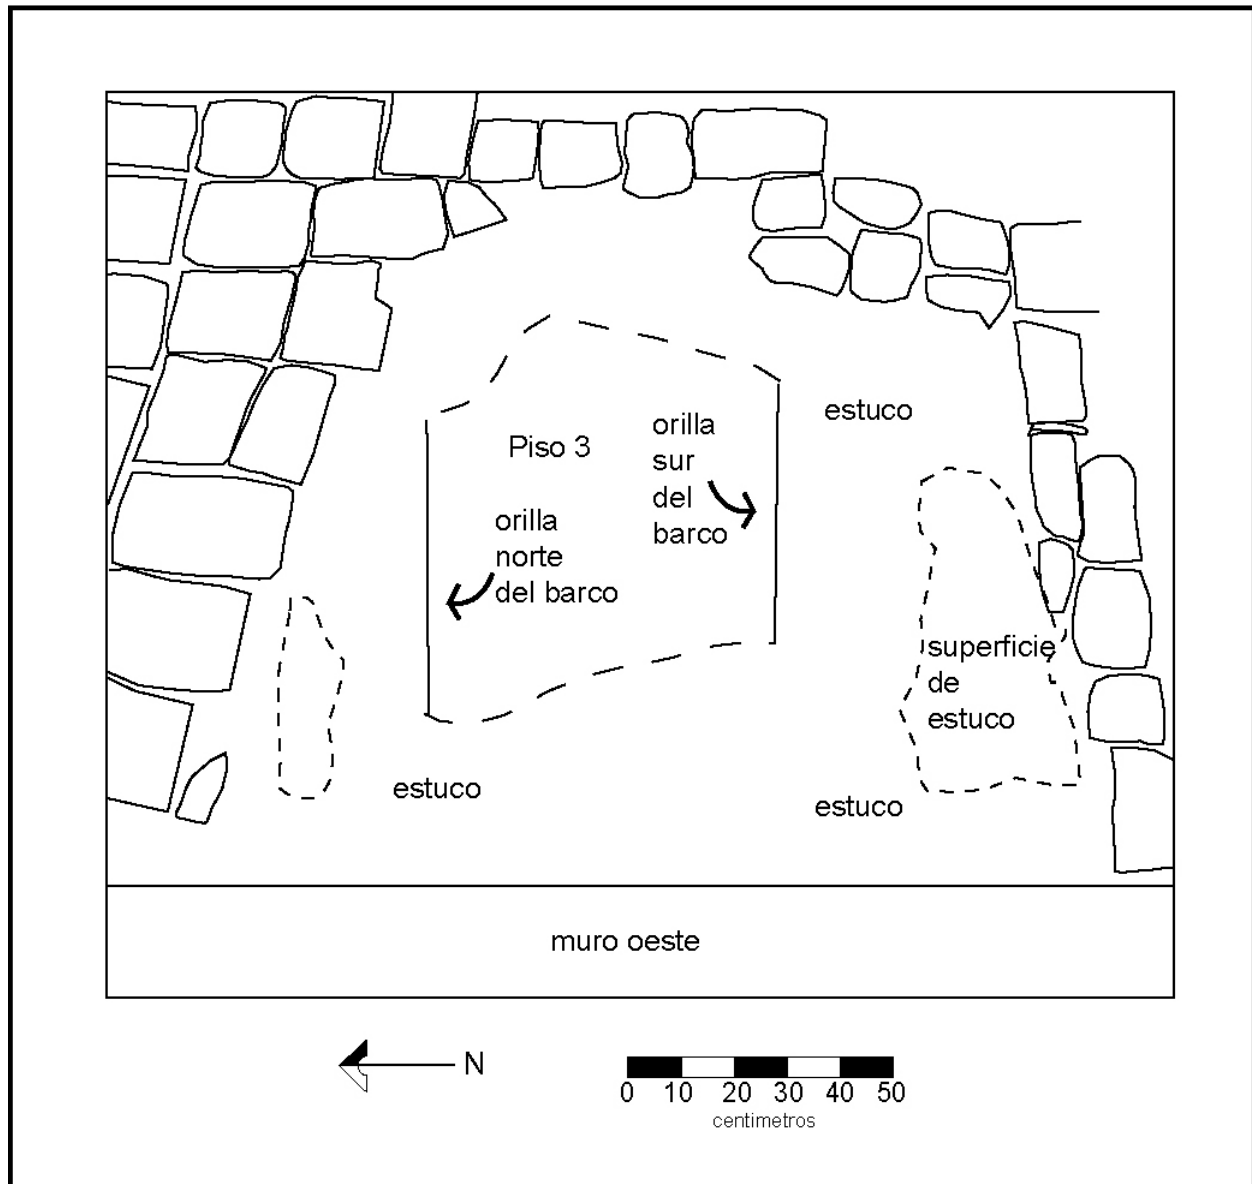 estuco
orilla
sur
del
barco
Piso 3
orilla
norte
del barco
superficie
de
estuco
estuco
estuco
muro oeste
N
0 10 20 30 40 50
centimetros